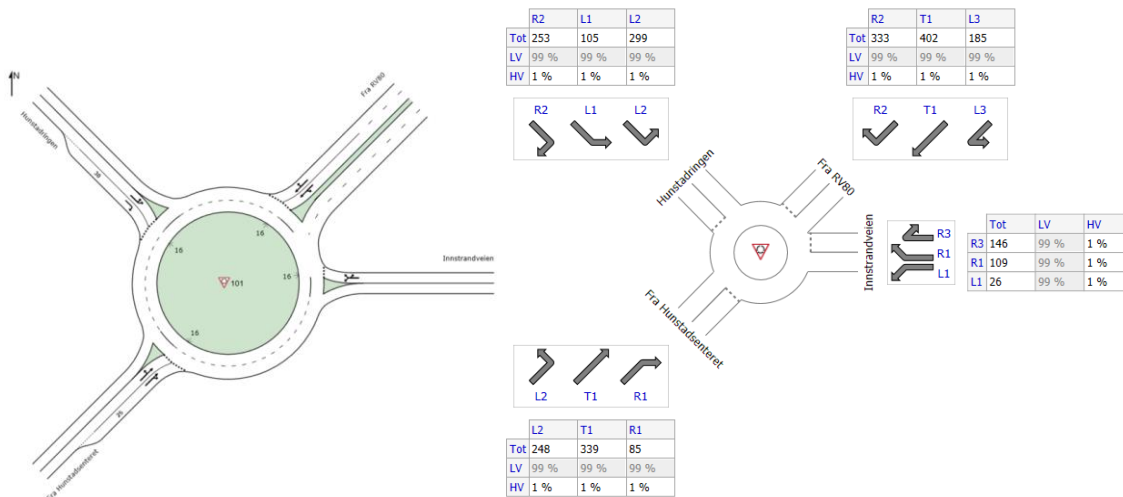 N
Hunstadringen
38
Fra RV80
16
16
16
101
Innstrandveien
25
Fra Hunstadsenteret
R2 L1 L2
Tot 253 105 299
LV 99 % 99 % 99 %
HV 1 % 1 % 1 %
R2 L1 L2
R2 T1 L3
Tot 333 402 185
LV 99 % 99 % 99 %
HV 1 % 1 % 1 %
R2 T1 L3
Hunstadringen
Fra RV80
Innstrandveien
Fra Hunstadsenteret
R3
R1
L1
Tot LV HV
R3 146 99 % 1 %
R1 109 99 % 1 %
L1 26 99 % 1 %
L2 T1 R1
L2 T1 R1
Tot 248 339 85
LV 99 % 99 % 99 %
HV 1 % 1 % 1 %